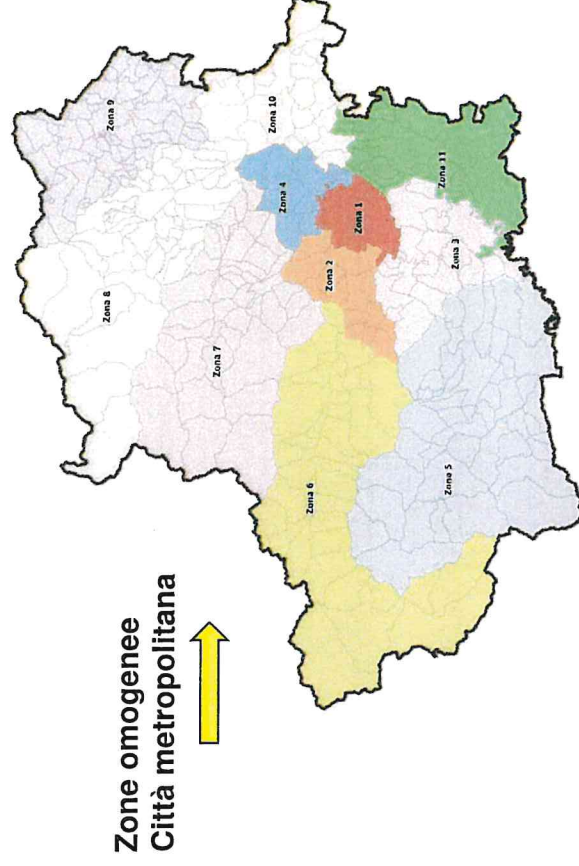 Zone omogenee
Città metropolitana
Zona 9
Zona 10
Zona 8
Zona 4
Zona 11
Zona 1
Zona 2
Zona 3
Zona 7
Zona 6
Zona 5